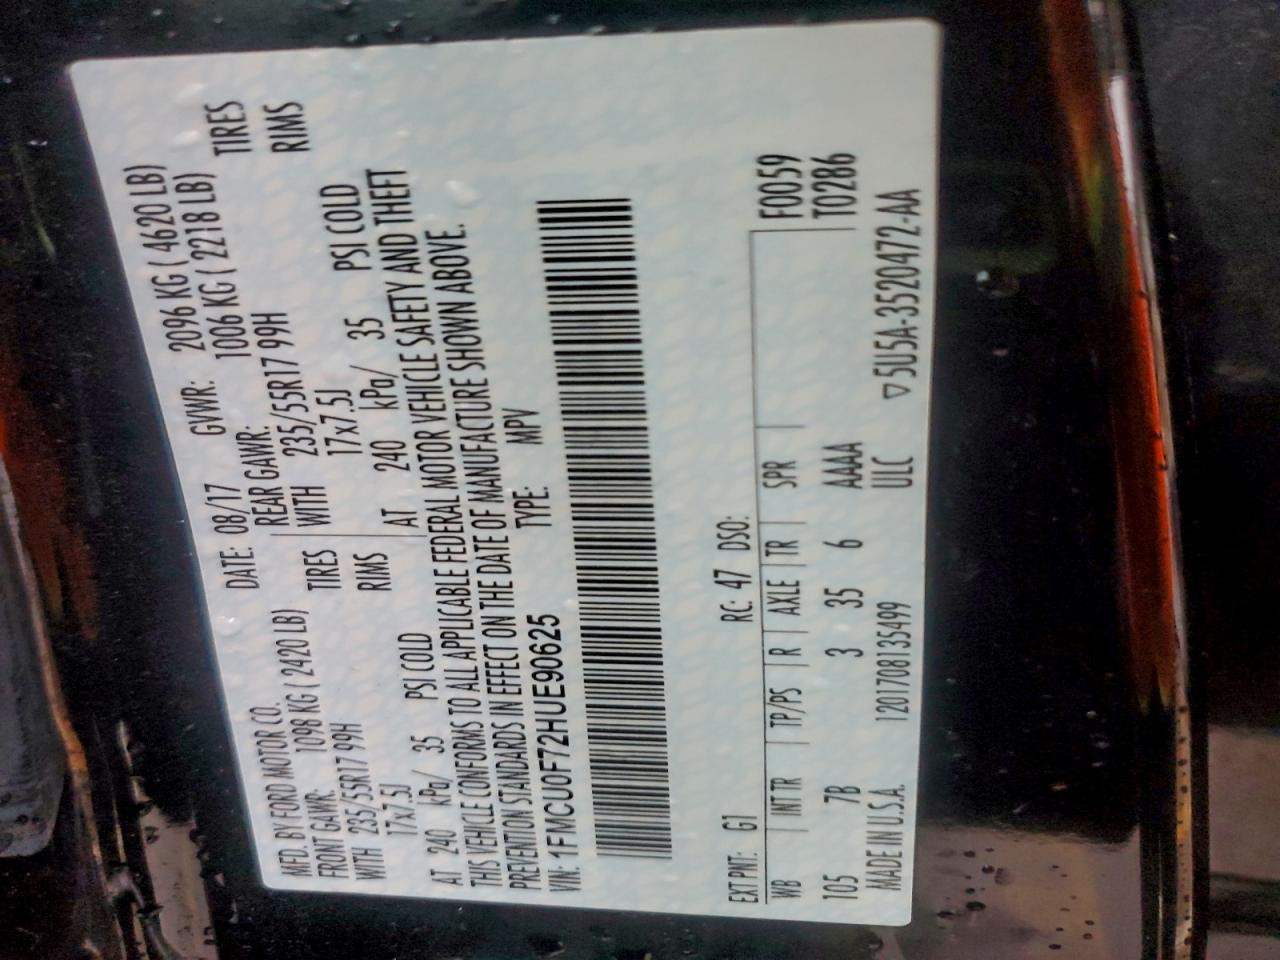 MFD. BY FORD MOTOR CO.
DATE: 08/17 GVWR: 2096 KG ( 4620 LB)
FRONT GAWR: 1098 KG ( 2420 LB) REAR GAWR: 1006 KG ( 2218 LB)
WITH 235/55R17 99H TIRES WITH 235/55R17 99H TIRES
17x7.5J RIMS 17x7.5J RIMS
AT 240 kPa/ 35 PSI COLD AT 240 kPa/ 35 PSI COLD
THIS VEHICLE CONFORMS TO ALL APPLICABLE FEDERAL MOTOR VEHICLE SAFETY AND THEFT
PREVENTION STANDARDS IN EFFECT ON THE DATE OF MANUFACTURE SHOWN ABOVE.
VIN: 1FMCU0F72HUE90625 TYPE: MPV
EXT PNT: G1 RC: 47 DSO: F0059
WB INT TR TP/PS R AXLE TR SPR T0286
105 7B 3 35 6 AAAA
MADE IN U.S.A. 1201708135499 ULC ▽5U5A-3520472-AA